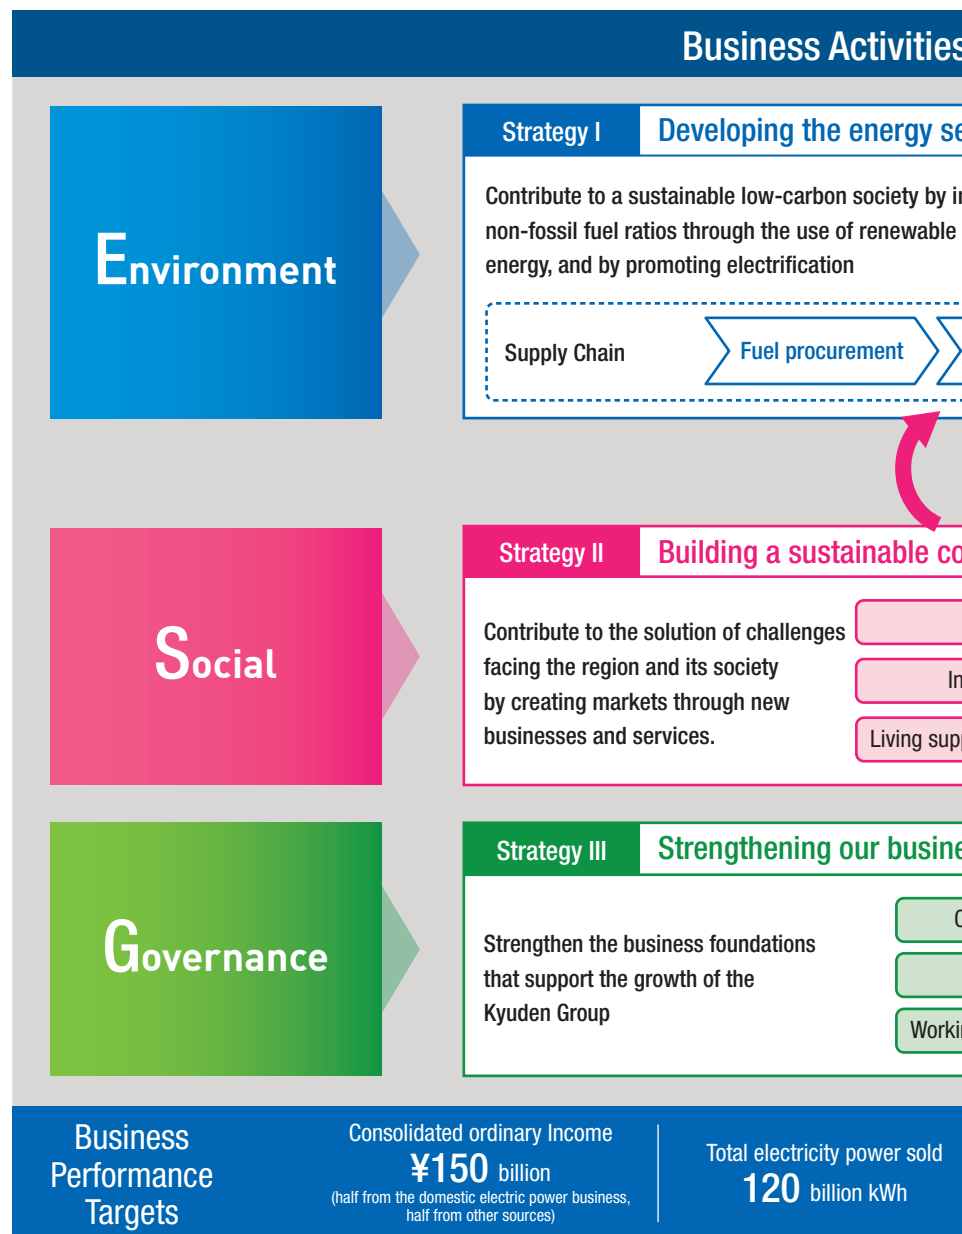 Business Activities
Environment
Strategy I
Developing the energy
Contribute to a sustainable low-carbon society by
non-fossil fuel ratios through the use of renewable
energy, and by promoting electrification
Supply Chain
Fuel procurement
Social
Strategy II
Building a sustainable
Contribute to the solution of challenges
facing the region and its society
by creating markets through new
businesses and services.
Living
Governance
Strategy III
Strengthening our
Strengthen the business foundations
that support the growth of the
Kyuden Group
Business
Performance
Targets
Consolidated ordinary Income
¥150 billion
(half from the domestic electric power business,
half from other sources)
Total electricity power sold
120 billion kWh